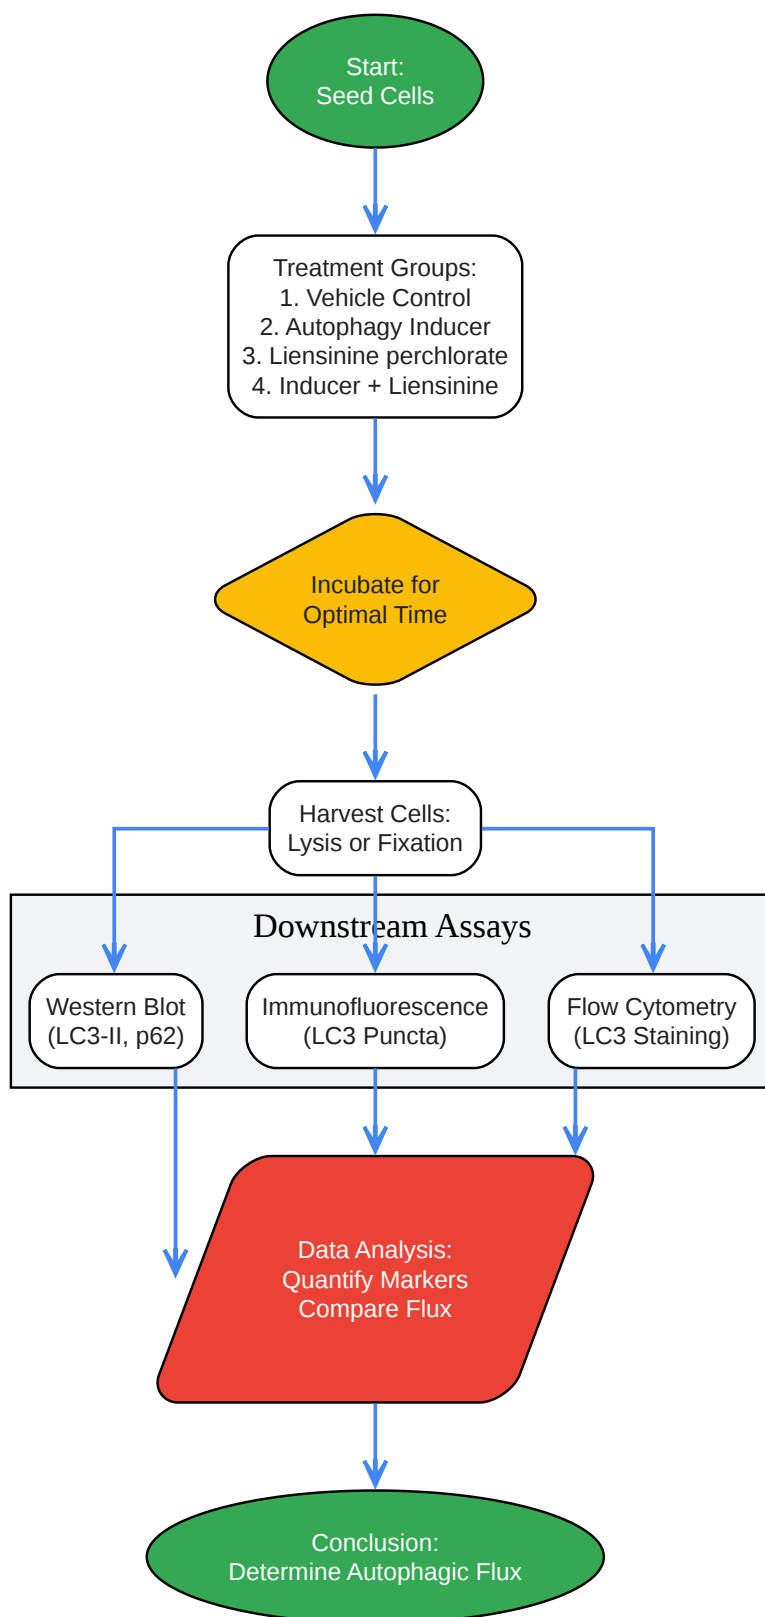 Start:
Seed Cells
Treatment Groups:
1. Vehicle Control
2. Autophagy Inducer
3. Liensinine perchlorate
4. Inducer + Liensinine
Incubate for
Optimal Time
Harvest Cells:
Lysis or Fixation
Downstream Assays
Western Blot
(LC3-II, p62)
Immunofluorescence
(LC3 Puncta)
Flow Cytometry
(LC3 Staining)
Data Analysis:
Quantify Markers
Compare Flux
Conclusion:
Determine Autophagic Flux